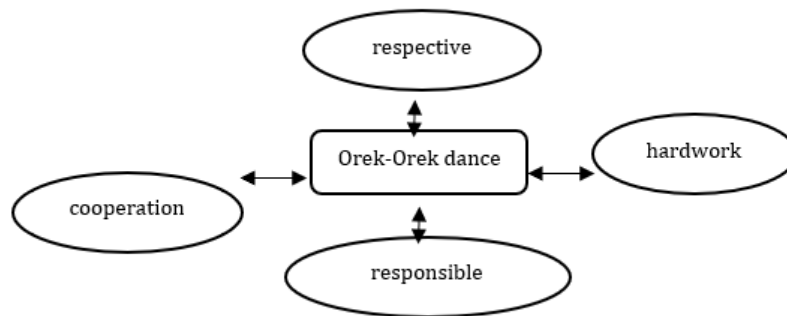 respective
Orek-Orek dance
hardwork
cooperation
responsible